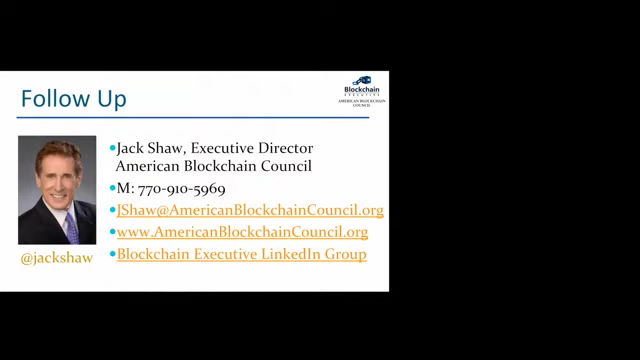 Follow Up
Blockchain
EXECUTIVE
AMERICAN BLOCKCHAIN
COUNCIL
•Jack Shaw, Executive Director
American Blockchain Council
•M: 770-910-5969
•JShaw@AmericanBlockchainCouncil.org
•www.AmericanBlockchainCouncil.org
•Blockchain Executive LinkedIn Group
@jackshaw